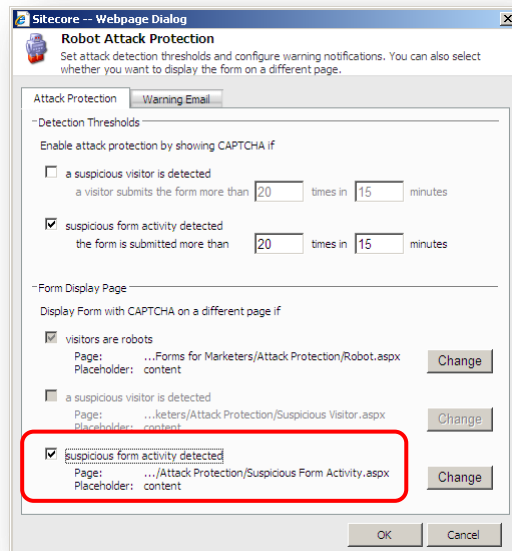 Sitecore -- Webpage Dialog
Robot Attack Protection
Set attack detection thresholds and configure warning notifications. You can also select
whether you want to display the form on a different page.
Attack Protection Warning Email
Detection Thresholds
Enable attack protection by showing CAPTCHA if
a suspicious visitor is detected
a visitor submits the form more than 20 times in 15 minutes
suspicious form activity detected
the form is submitted more than 20 times in 15 minutes
Form Display Page
Display Form with CAPTCHA on a different page if
visitors are robots
Page: ...Forms for Marketers/Attack Protection/Robot.aspx
Placeholder: content
Change
a suspicious visitor is detected
Page: ...keters/Attack Protection/Suspicious Visitor.aspx
Placeholder: content
Change
suspicious form activity detected
Page: .../Attack Protection/Suspicious Form Activity.aspx
Placeholder: content
Change
OK Cancel